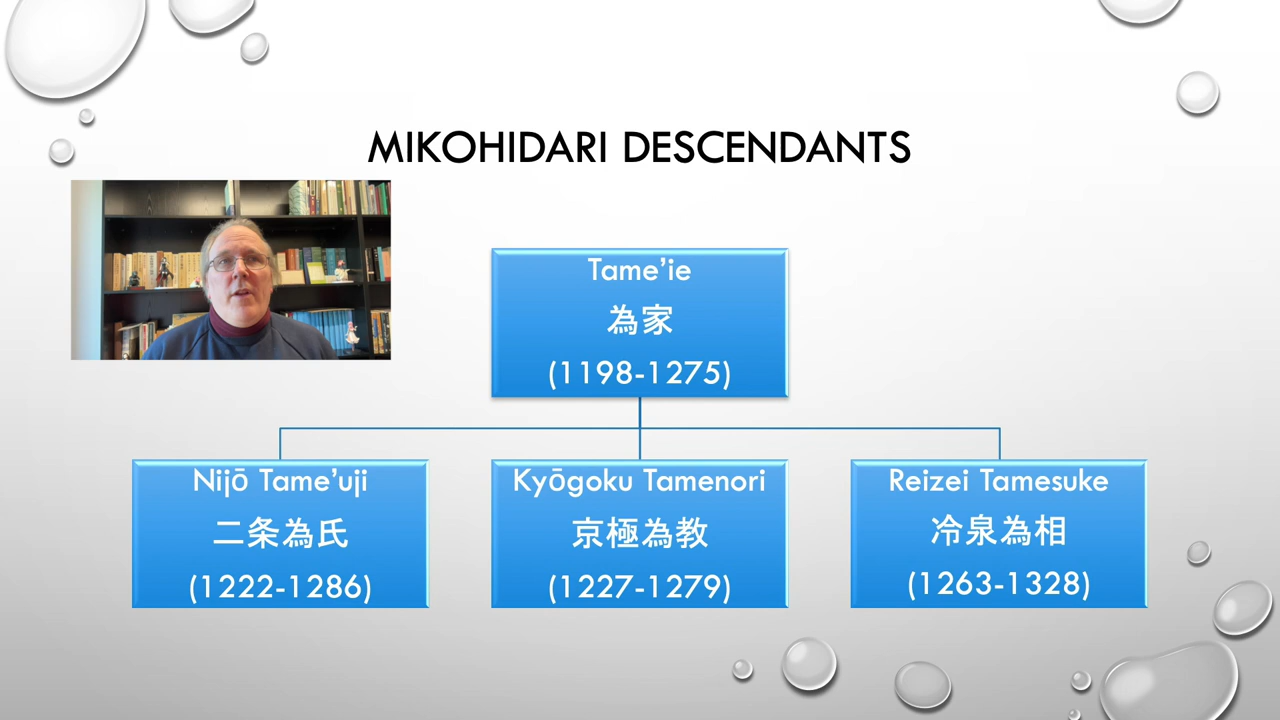 MIKOHIDARI DESCENDANTS
Tame’ie
為家
(1198-1275)
Nijō Tame’uji
二条為氏
(1222-1286)
Kyōgoku Tamenori
京極為教
(1227-1279)
Reizei Tamesuke
冷泉為相
(1263-1328)